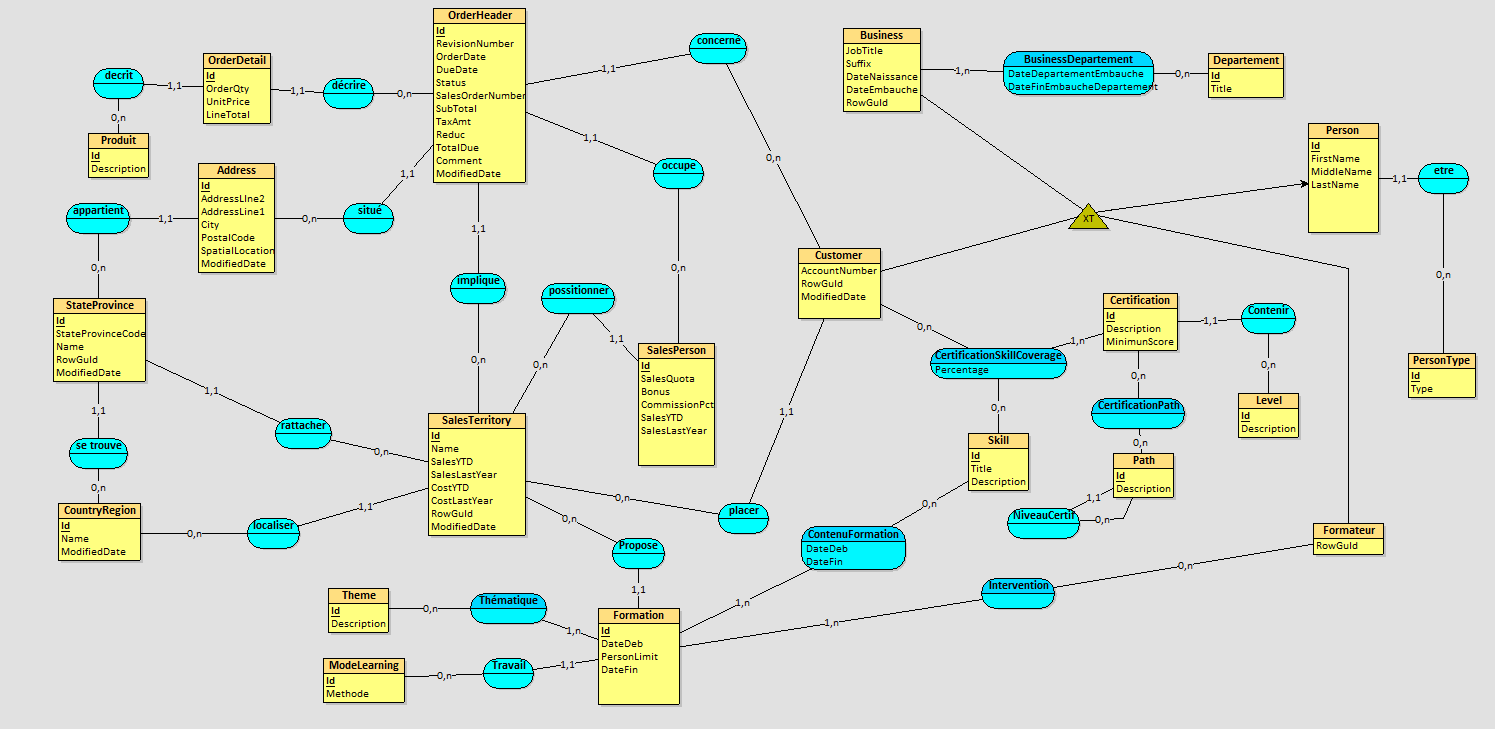 OrderHeader
Id
RevisionNumber
OrderDate
DueDate
Status
SalesOrderNumber
SubTotal
TaxAmt
Reduc
TotalDue
Comment
ModifiedDate
concerne
1,1
0,n
Business
JobTitle
Suffix
DateNaissance
DateEmbauche
RowGuId
1,n
BusinessDepartement
DateDepartementEmbauche
DateFinEmbaucheDepartement
0,n
Departement
Id
Title
decrit
1,1
0,n
OrderDetail
Id
OrderQty
UnitPrice
LineTotal
1,1
décrire
0,n
Produit
Id
Description
Person
Id
FirstName
MiddleName
LastName
1,1
etre
0,n
1,1
occupe
0,n
Address
Id
AddressLIne2
AddressLine1
City
PostalCode
SpatialLocation
ModifiedDate
appartient
1,1
0,n
0,n
situé
1,1
XT
1,1
implique
0,n
possitionner
0,n
1,1
Customer
AccountNumber
RowGuId
ModifiedDate
StateProvince
Id
StateProvinceCode
Name
RowGuId
ModifiedDate
Certification
Id
Description
MinimunScore
1,1
Contenir
0,n
0,n
CertificationSkillCoverage
Percentage
1,n
0,n
SalesPerson
Id
SalesQuota
Bonus
CommissionPct
SalesYTD
SalesLastYear
PersonType
Id
Type
0,n
CertificationPath
0,n
Level
Id
Description
1,1
rattacher
0,n
1,1
se trouve
0,n
SalesTerritory
Id
Name
SalesYTD
SalesLastYear
CostYTD
CostLastYear
RowGuId
ModifiedDate
1,1
placer
0,n
Skill
Id
Title
Description
Path
Id
Description
1,1
NiveauCertif
0,n
CountryRegion
Id
Name
ModifiedDate
0,n
localiser
1,1
0,n
Propose
1,1
0,n
ContenuFormation
DateDeb
DateFin
1,n
Formateur
RowGuId
0,n
Intervention
1,n
Theme
Id
Description
0,n
Thématique
1,n
Formation
Id
DateDeb
PersonLimit
DateFin
ModeLearning
Id
Methode
0,n
Travail
1,1